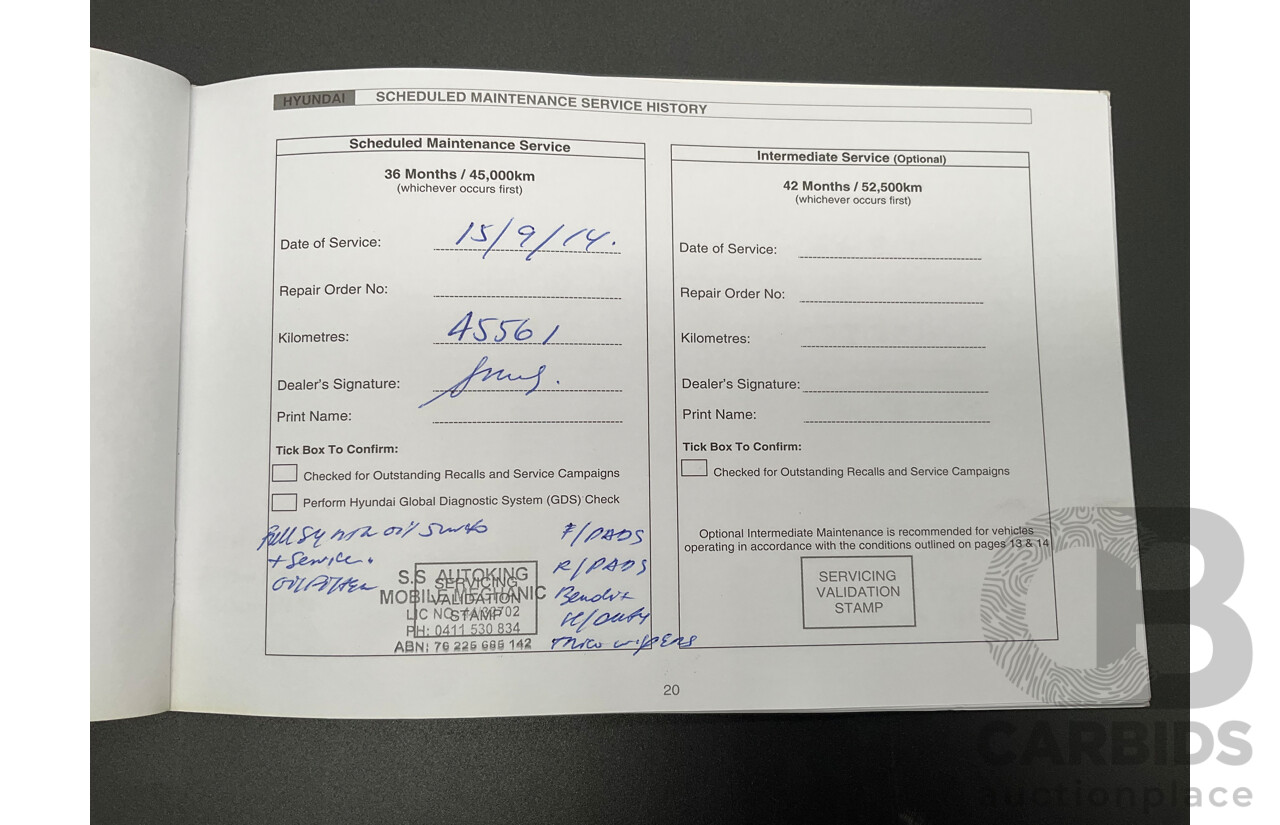 HYUNDAI SCHEDULED MAINTENANCE SERVICE HISTORY
Scheduled Maintenance Service
36 Months / 45,000km
(whichever occurs first)
Date of Service: 15/9/14.
Repair Order No:
Kilometres: 45561
Dealer's Signature:
Print Name:
Tick Box To Confirm:
Checked for Outstanding Recalls and Service Campaigns
Perform Hyundai Global Diagnostic System (GDS) Check
+ Service.
F/PADS
R/PADS
Bendix
H/Duty
S.S AUTOKING
MOBILE MECHANIC
LIC NO
PH: 0411 530 834
ABN: 76 225 685 142
SERVICING
VALIDATION
STAMP
Intermediate Service (Optional)
42 Months / 52,500km
(whichever occurs first)
Date of Service:
Repair Order No:
Kilometres:
Dealer's Signature:
Print Name:
Tick Box To Confirm:
Checked for Outstanding Recalls and Service Campaigns
Optional Intermediate Maintenance is recommended for vehicles
operating in accordance with the conditions outlined on pages 13 & 14
SERVICING
VALIDATION
STAMP
20
CB
CARBIDS
auctionplace